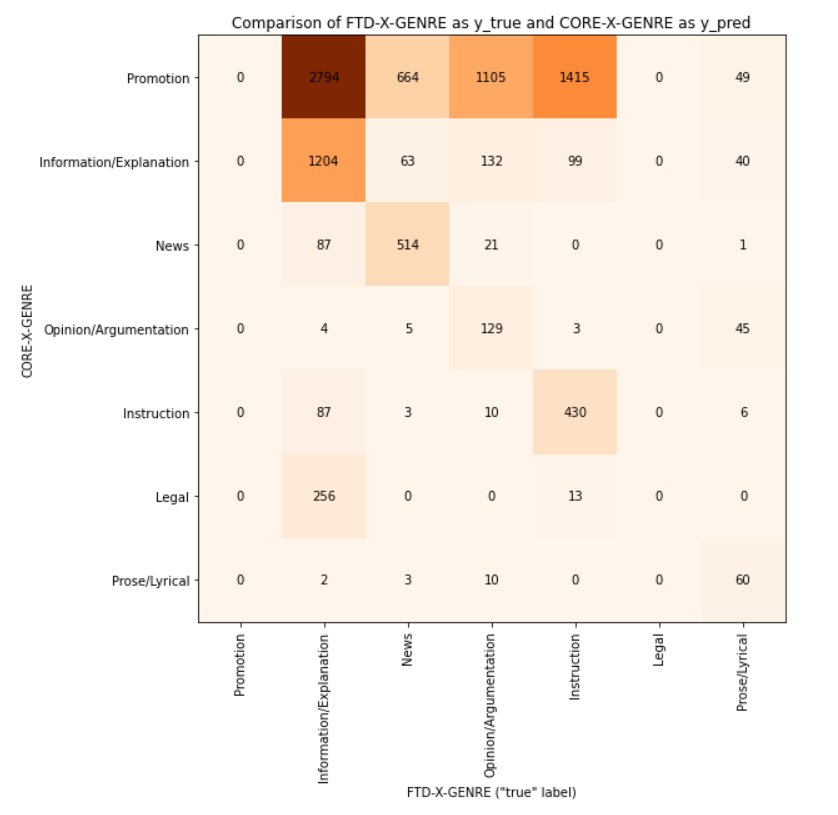 Comparison of FTD-X-GENRE as y_true and CORE-X-GENRE as y_pred
CORE-X-GENRE
Promotion 0 2794 664 1105 1415 0 49
Information/Explanation 0 1204 63 132 99 0 40
News 0 87 514 21 0 0 1
Opinion/Argumentation 0 4 5 129 3 0 45
Instruction 0 87 3 10 430 0 6
Legal 0 256 0 0 13 0 0
Prose/Lyrical 0 2 3 10 0 0 60
Promotion
Information/Explanation
News
Opinion/Argumentation
Instruction
Legal
Prose/Lyrical
FTD-X-GENRE ("true" label)